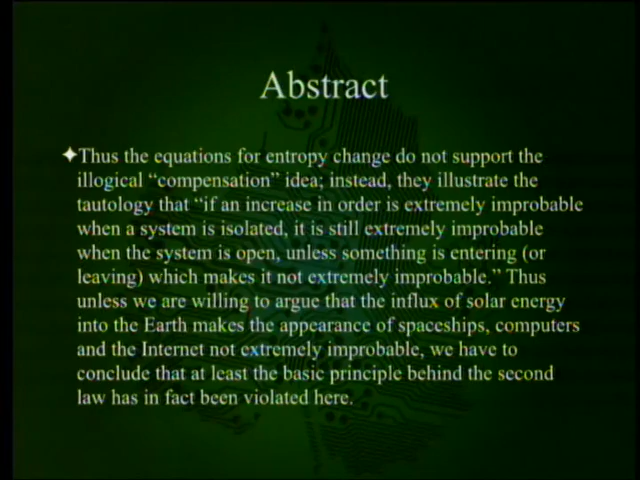 Abstract
Thus the equations for entropy change do not support the
illogical “compensation” idea; instead, they illustrate the
tautology that “if an increase in order is extremely improbable
when a system is isolated, it is still extremely improbable
when the system is open, unless something is entering (or
leaving) which makes it not extremely improbable.” Thus
unless we are willing to argue that the influx of solar energy
into the Earth makes the appearance of spaceships, computers
and the Internet not extremely improbable, we have to
conclude that at least the basic principle behind the second
law has in fact been violated here.